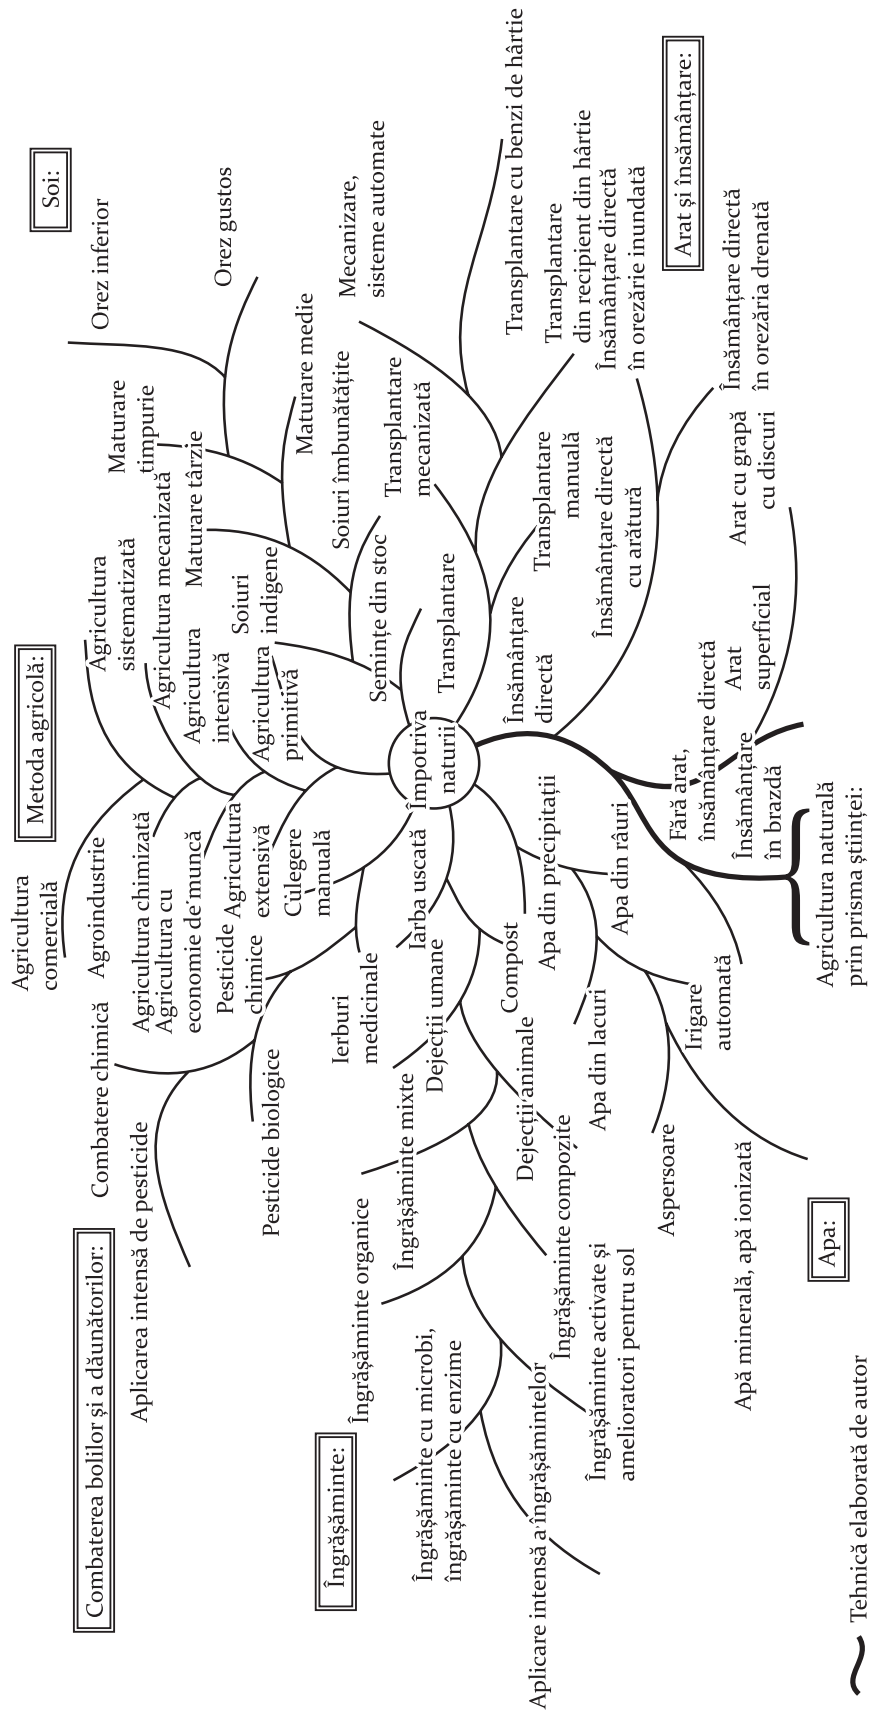 Combaterea bolilor și a dăunătorilor:
Metoda agricolă:
Soi:
Agricultura
comercială
Agroindustrie
Agricultura
sistematizată
Agricultura chimizată
Agricultura mecanizată
Agricultura cu
economie de muncă
Agricultura
intensivă
Agricultura
extensivă
Agricultura
primitivă
Culegere
manuală
Combatere chimică
Aplicarea intensă de pesticide
Pesticide
chimice
Pesticide biologice
Ierburi
medicinale
Orez inferior
Orez gustos
Maturare
timpurie
Maturare târzie
Maturare medie
Soiuri
indigene
Soiuri îmbunătățite
Semințe din stoc
Împotriva
naturii
Îngrășăminte:
Iarba uscată
Dejecții umane
Compost
Îngrășăminte mixte
Dejecții animale
Îngrășăminte organice
Îngrășăminte compozite
Îngrășăminte cu microbi,
îngrășăminte cu enzime
Îngrășăminte activate și
amelioratori pentru sol
Aplicare intensă a îngrășămintelor
Arat și însămânțare:
Transplantare
Transplantare
mecanizată
Mecanizare,
sisteme automate
Transplantare cu benzi de hârtie
Transplantare
din recipient din hârtie
Transplantare
manuală
Însămânțare directă
în orezărie inundată
Însămânțare
directă
Însămânțare directă
cu arătură
Însămânțare directă
în orezăria drenată
Arat cu grapă
cu discuri
Arat
superficial
Fără arat,
însămânțare directă
Însămânțare
în brazdă
Apa:
Apa din precipitații
Apa din râuri
Apa din lacuri
Irigare
automată
Aspersoare
Apă minerală, apă ionizată
Agricultura naturală
prin prisma științei:
Tehnică elaborată de autor